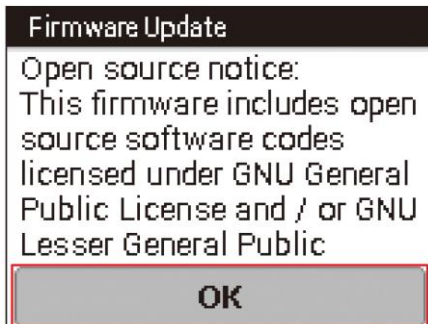 Firmware Update
Open source notice:
This firmware includes open
source software codes
licensed under GNU General
Public License and / or GNU
Lesser General Public
OK